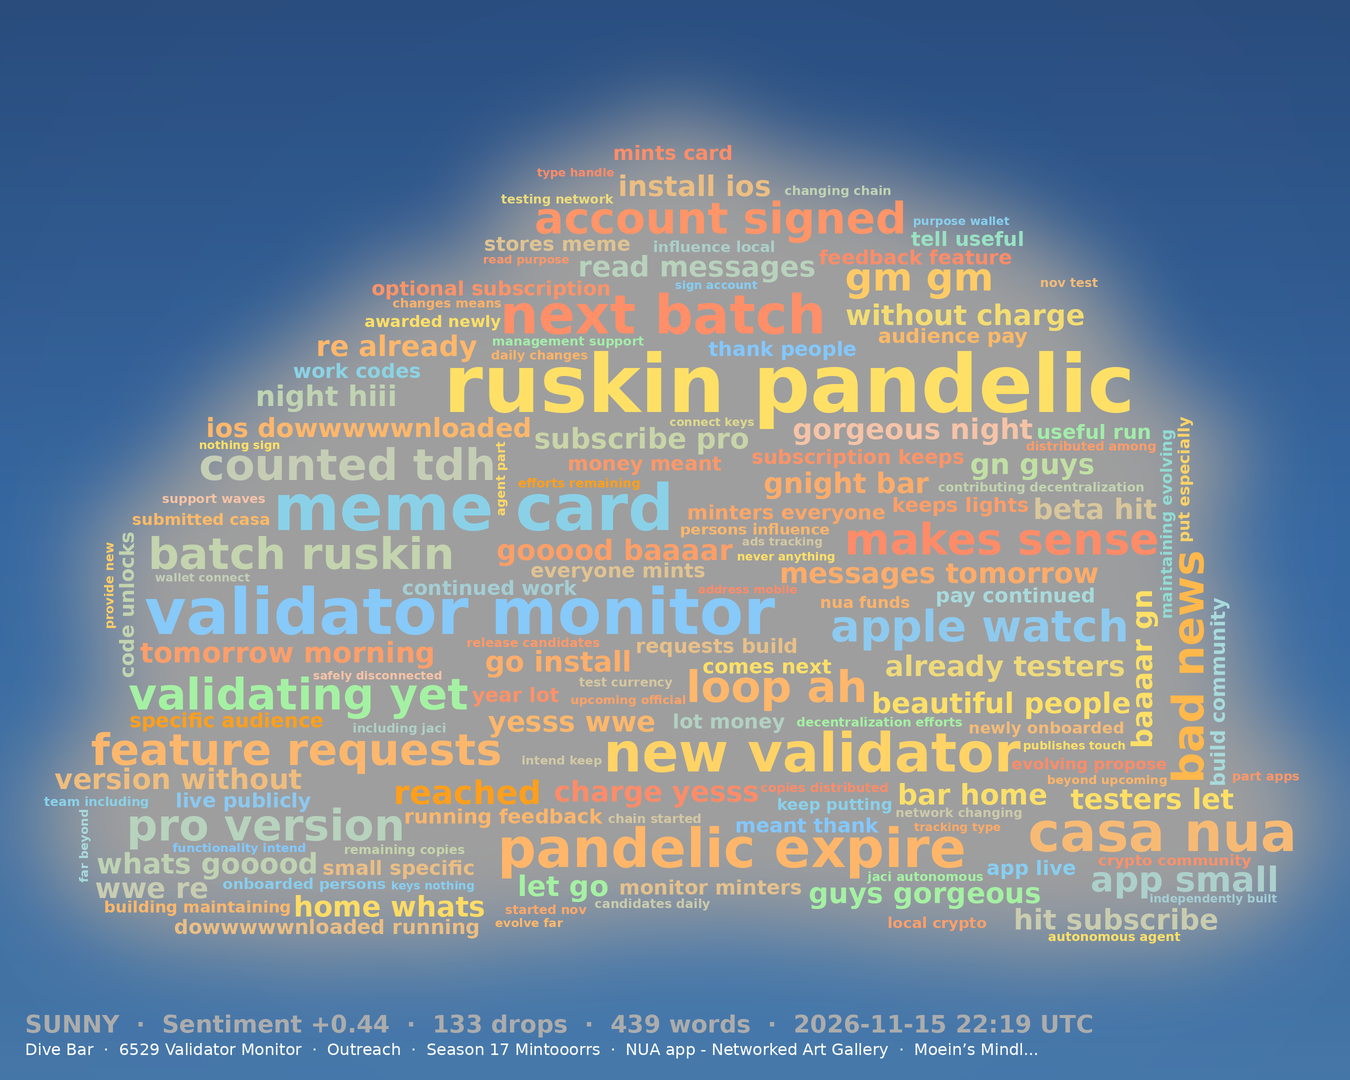 mints card
type handle
install ios
changing chain
testing network
account signed
purpose wallet
tell useful
stores meme
influence local
feedback feature
read purpose
read messages
gm gm
nov test
optional subscription
sign account
changes means
next batch
without charge
awarded newly
audience pay
re already
management support
thank people
daily changes
work codes
ruskin pandelic
night hiii
ios dowwwwwnloaded
connect keys
gorgeous night
useful run
nothing sign
subscribe pro
distributed among
counted tdh
agent part
money meant
subscription keeps
gn guys
put especially
maintaining evolving
efforts remaining
gnight bar
contributing decentralization
support waves
meme card
minters everyone
keeps lights
beta hit
submitted casa
persons influence
ads tracking
makes sense
batch ruskin
gooood baaaar
never anything
provide new
code unlocks
wallet connect
everyone mints
messages tomorrow
continued work
address mobile
validator monitor
nua funds
pay continued
apple watch
baaaar gn
bad news
build community
tomorrow morning
release candidates
requests build
go install
comes next
already testers
safely disconnected
test currency
validating yet
year lot
upcoming official
loop ah
beautiful people
specific audience
including jaci
yesss wwe
lot money
decentralization efforts
newly onboarded
feature requests
intend keep
new validator
publishes touch
evolving propose
version without
beyond upcoming
part apps
team including
live publicly
reached
charge yesss
copies distributed
keep putting
bar home
testers let
far beyond
pro version
running feedback
chain started
meant thank
network changing
tracking type
casa nua
functionality intend
remaining copies
pandelic expire
whats gooood
small specific
app live
crypto community
jaci autonomous
wwe re
onboarded persons
keys nothing
let go
monitor minters
guys gorgeous
app small
independently built
building maintaining
home whats
started nov
candidates daily
evolve far
local crypto
hit subscribe
dowwwwwnloaded running
autonomous agent
SUNNY · Sentiment +0.44 · 133 drops · 439 words · 2026-11-15 22:19 UTC
Dive Bar · 6529 Validator Monitor · Outreach · Season 17 Mintooorrs · NUA app - Networked Art Gallery · Moein’s Mindl…